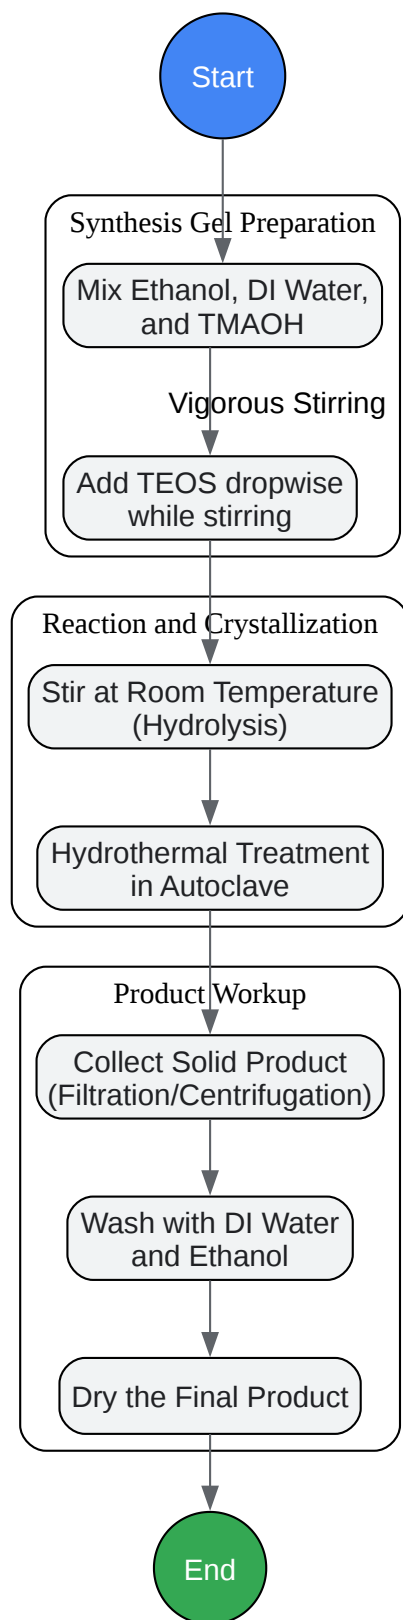 Start
Synthesis Gel Preparation
Mix Ethanol, DI Water,
and TMAOH
Vigorous Stirring
Add TEOS dropwise
while stirring
Reaction and Crystallization
Stir at Room Temperature
(Hydrolysis)
Hydrothermal Treatment
in Autoclave
Product Workup
Collect Solid Product
(Filtration/Centrifugation)
Wash with DI Water
and Ethanol
Dry the Final Product
End